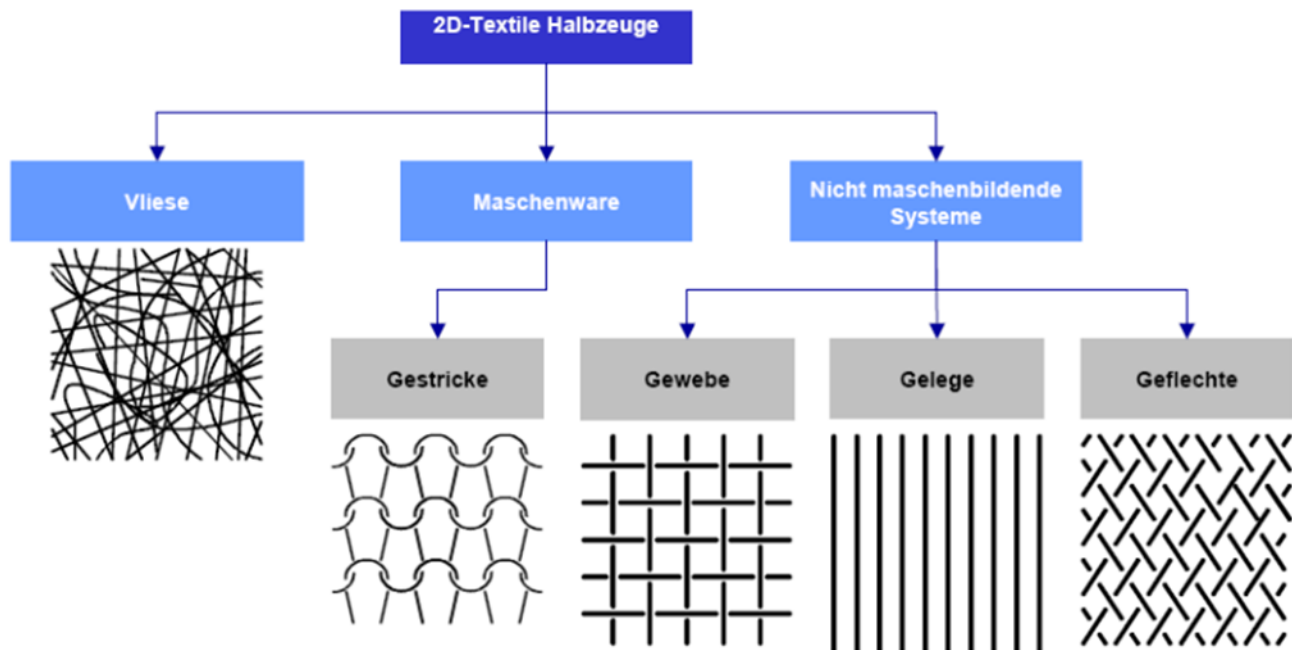 2D-Textile Halbzeuge
Vliese
Maschenware
Nicht maschenbildende
Systeme
Gestricke
Gewebe
Gelege
Geflechte